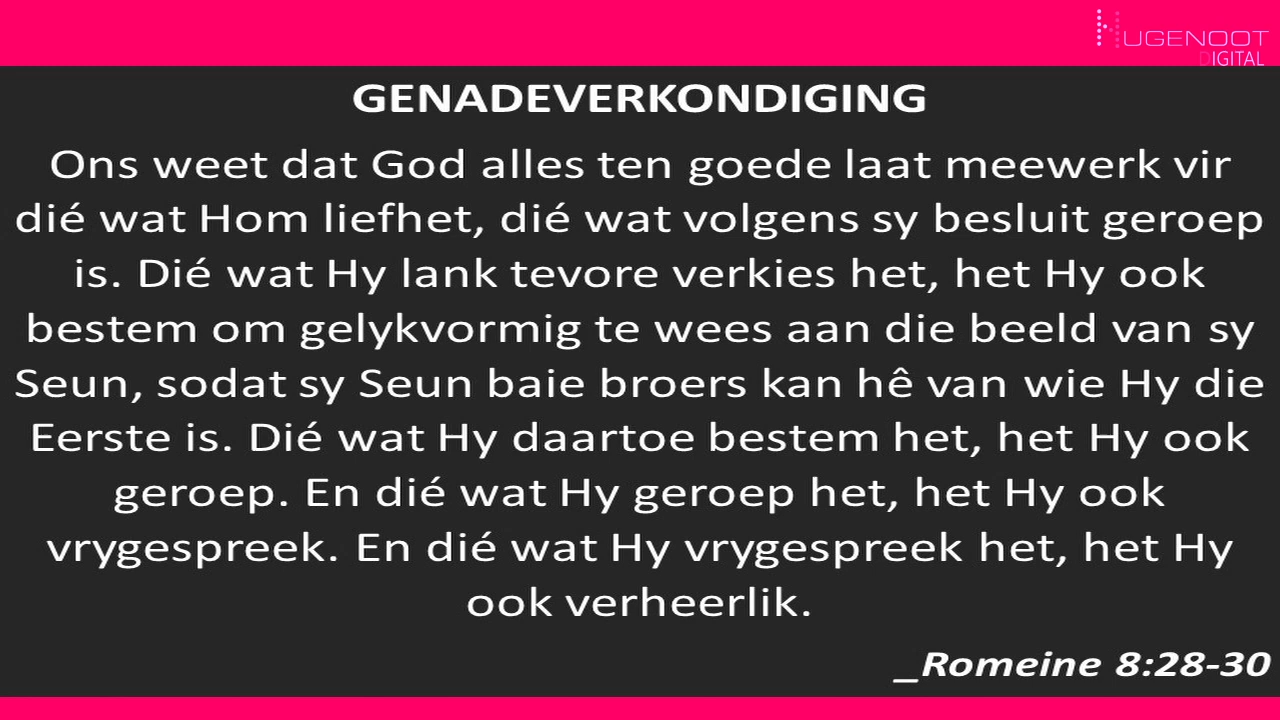 HUGENOOT
DIGITAL
GENADEVERKONDIGING
Ons weet dat God alles ten goede laat meewerk vir
dié wat Hom liefhet, dié wat volgens sy besluit geroep
is. Dié wat Hy lank tevore verkies het, het Hy ook
bestem om gelykvormig te wees aan die beeld van sy
Seun, sodat sy Seun baie broers kan hê van wie Hy die
Eerste is. Dié wat Hy daartoe bestem het, het Hy ook
geroep. En dié wat Hy geroep het, het Hy ook
vrygespreek. En dié wat Hy vrygespreek het, het Hy
ook verheerlik.
_Romeine 8:28-30